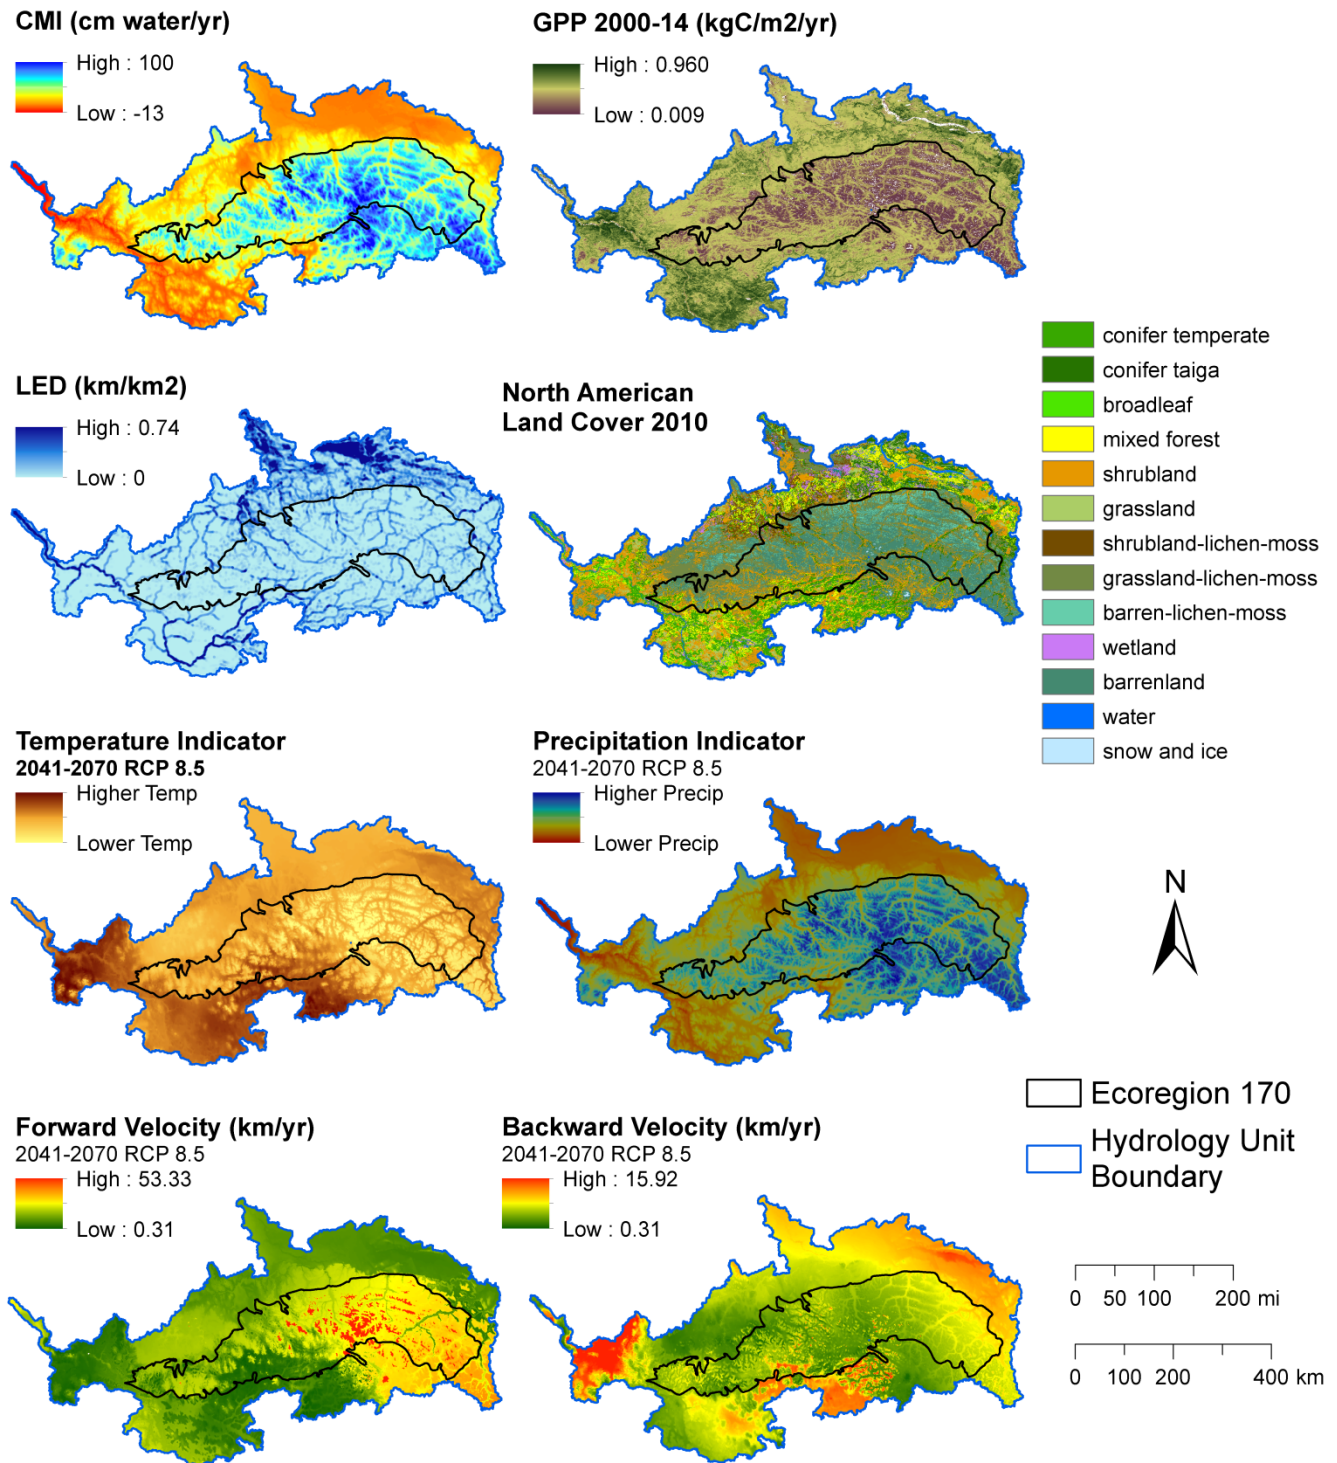 CMI (cm water/yr)
High : 100
Low : -13
GPP 2000-14 (kgC/m2/yr)
High : 0.960
Low : 0.009
LED (km/km2)
High : 0.74
Low : 0
North American
Land Cover 2010
conifer temperate
conifer taiga
broadleaf
mixed forest
shrubland
grassland
shrubland-lichen-moss
grassland-lichen-moss
barren-lichen-moss
wetland
barrenland
water
snow and ice
Temperature Indicator
2041-2070 RCP 8.5
Higher Temp
Lower Temp
Precipitation Indicator
2041-2070 RCP 8.5
Higher Precip
Lower Precip
N
Forward Velocity (km/yr)
2041-2070 RCP 8.5
High : 53.33
Low : 0.31
Backward Velocity (km/yr)
2041-2070 RCP 8.5
High : 15.92
Low : 0.31
Ecoregion 170
Hydrology Unit
Boundary
0 50 100 200 mi
0 100 200 400 km